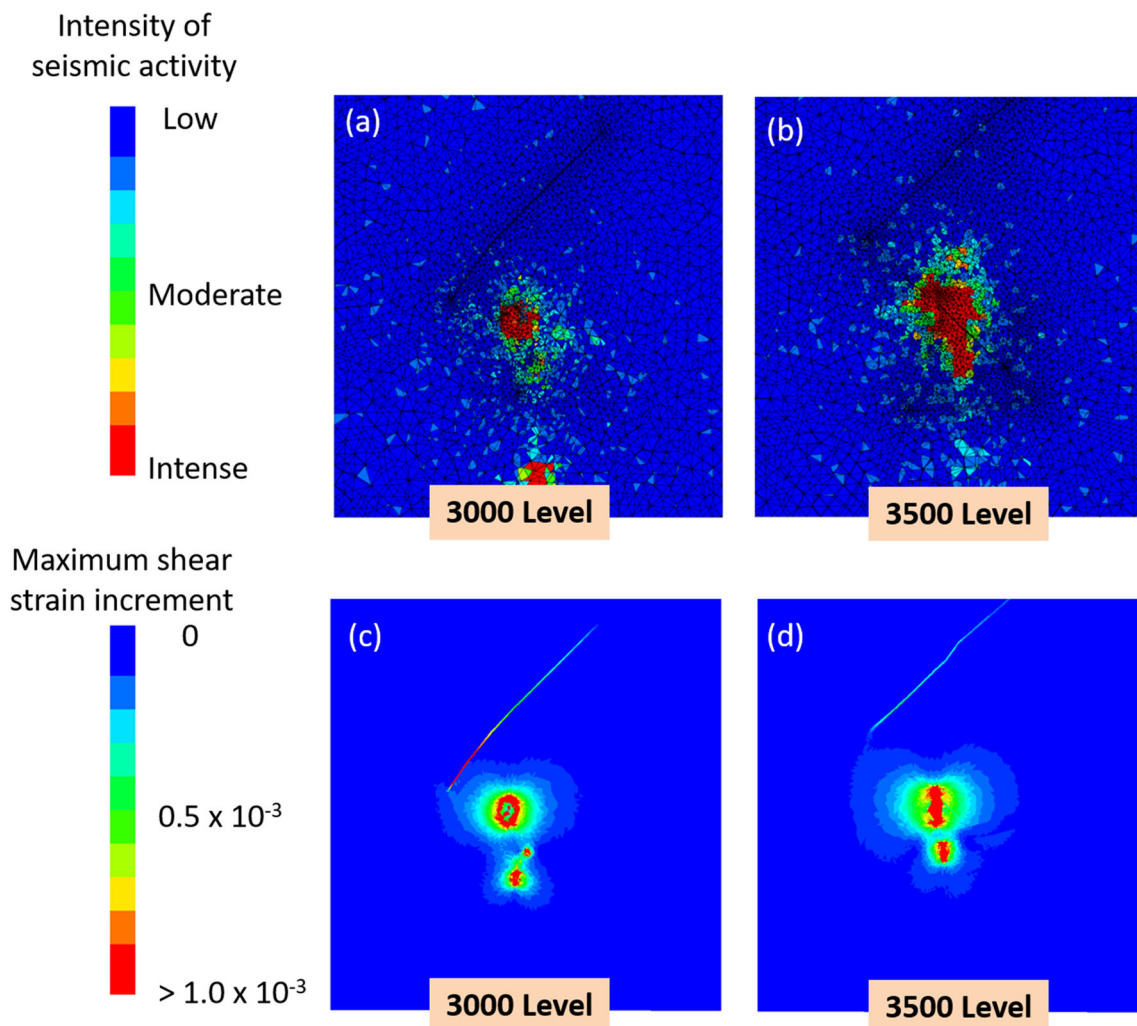 Intensity of
seismic activity
Low
Moderate
Intense
(a)
3000 Level
(b)
3500 Level
Maximum shear
strain increment
0
0.5 x 10⁻³
> 1.0 x 10⁻³
(c)
3000 Level
(d)
3500 Level